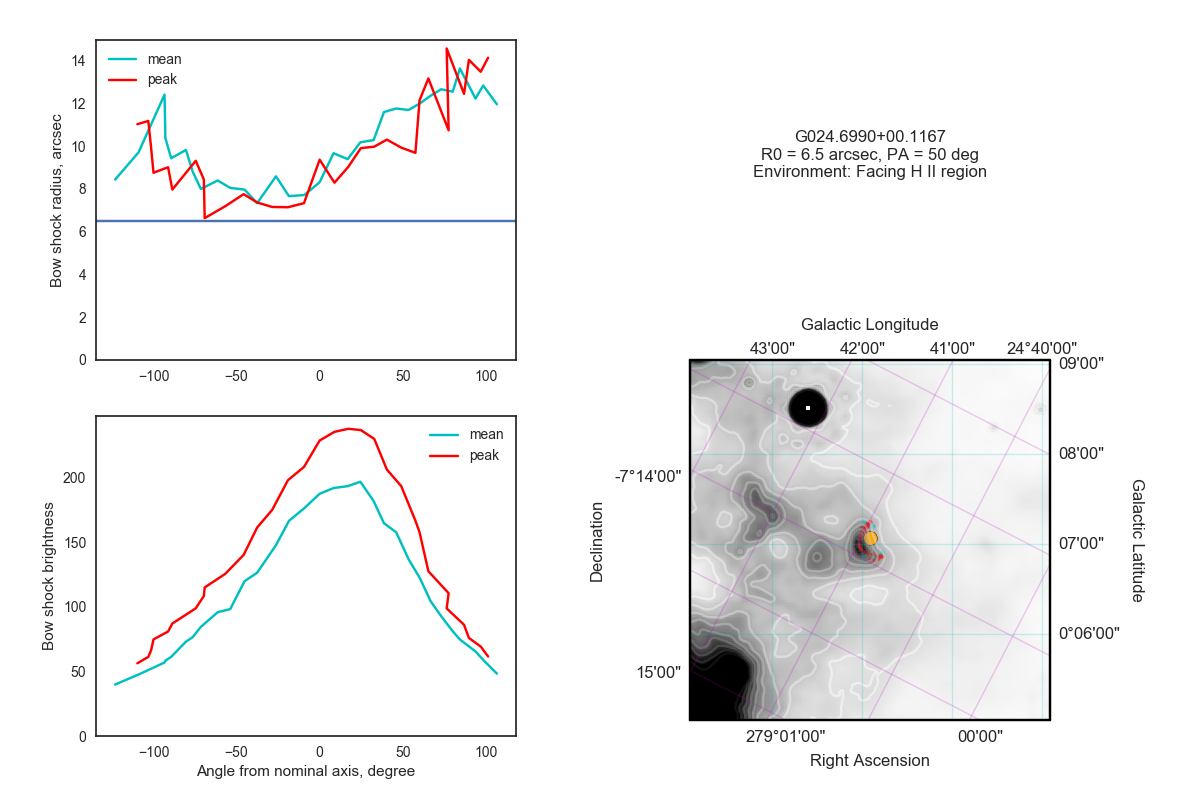 mean
peak
14
12
10
8
6
4
2
0
Bow shock radius, arcsec
−100
−50
0
50
100
G024.6990+00.1167
R0 = 6.5 arcsec, PA = 50 deg
Environment: Facing H II region
mean
peak
200
150
100
50
0
Bow shock brightness
−100
−50
0
50
100
Angle from nominal axis, degree
Galactic Longitude
43'00"
42'00"
41'00"
24°40'00"
09'00"
08'00"
07'00"
0°06'00"
Galactic Latitude
-7°14'00"
15'00"
Declination
279°01'00"
00'00"
Right Ascension